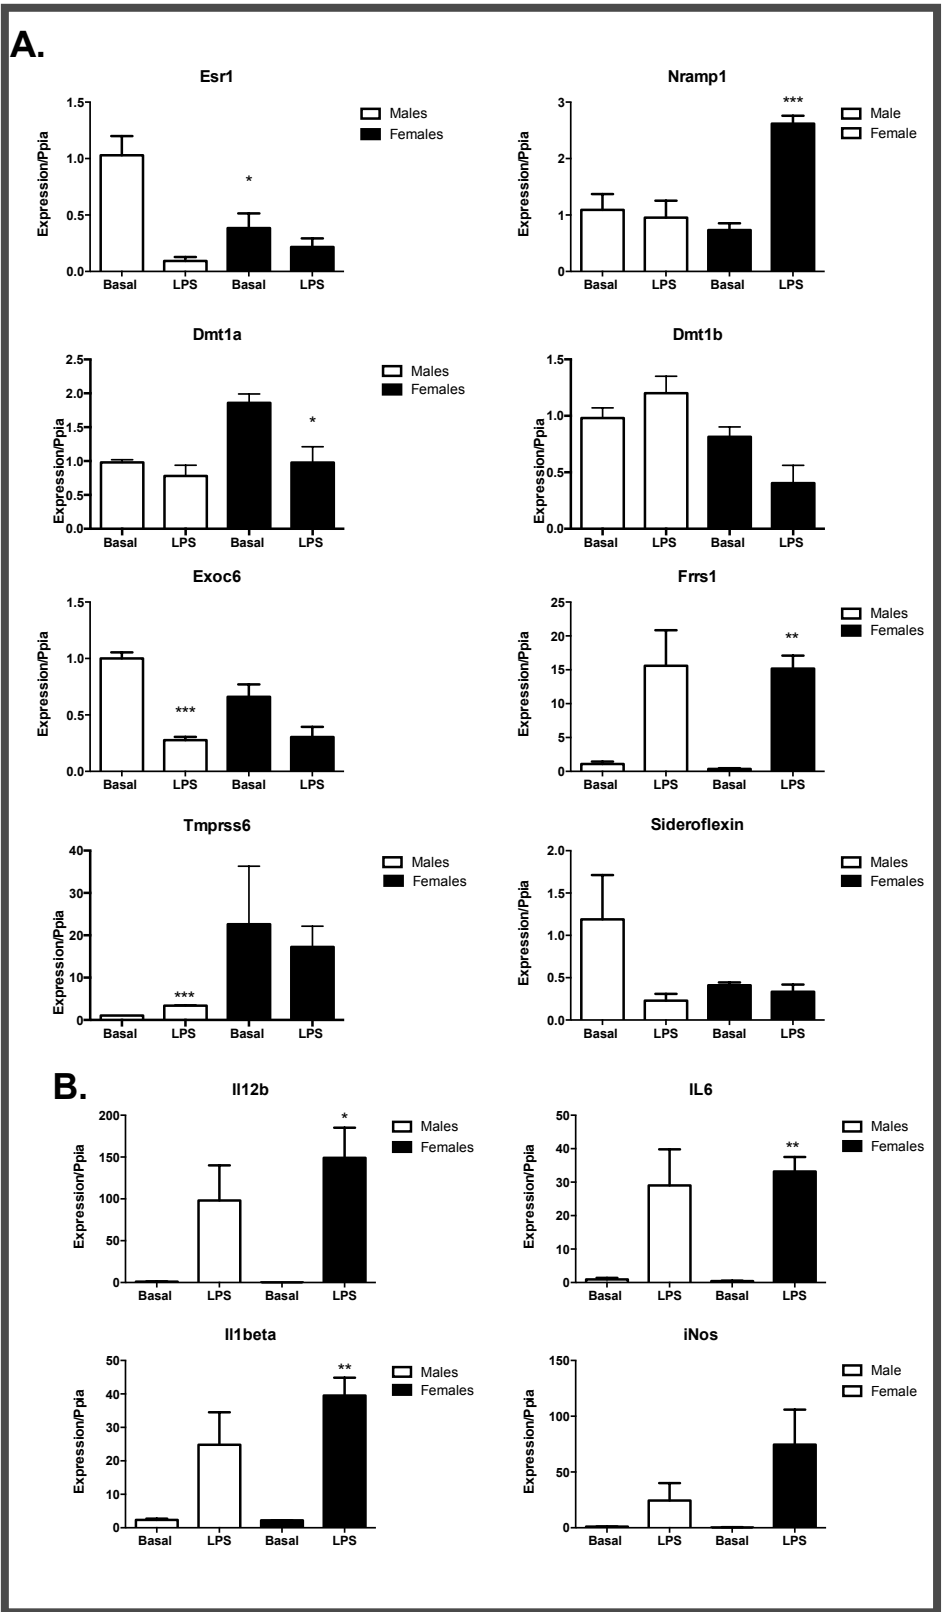 A.
Esr1
Expression/Ppia
1.5
1.0
0.5
0.0
*
Basal LPS Basal LPS
Males
Females
Nramp1
Expression/Ppia
3
2
1
0
***
Basal LPS Basal LPS
Male
Female
Dmt1a
Expression/Ppia
2.5
2.0
1.5
1.0
0.5
0.0
*
Basal LPS Basal LPS
Males
Females
Dmt1b
Expression/Ppia
1.5
1.0
0.5
0.0
Basal LPS Basal LPS
Exoc6
Expression/Ppia
1.5
1.0
0.5
0.0
***
Basal LPS Basal LPS
Frrs1
Expression/Ppia
25
20
15
10
5
0
**
Basal LPS Basal LPS
Males
Females
Tmprss6
Expression/Ppia
40
30
20
10
0
***
Basal LPS Basal LPS
Males
Females
Sideroflexin
Expression/Ppia
2.0
1.5
1.0
0.5
0.0
Basal LPS Basal LPS
Males
Females
B.
Il12b
Expression/Ppia
200
150
100
50
0
*
Basal LPS Basal LPS
Males
Females
IL6
Expression/Ppia
50
40
30
20
10
0
**
Basal LPS Basal LPS
Males
Females
Il1beta
Expression/Ppia
50
40
30
20
10
0
**
Basal LPS Basal LPS
Males
Females
iNos
Expression/Ppia
150
100
50
0
Basal LPS Basal LPS
Male
Female